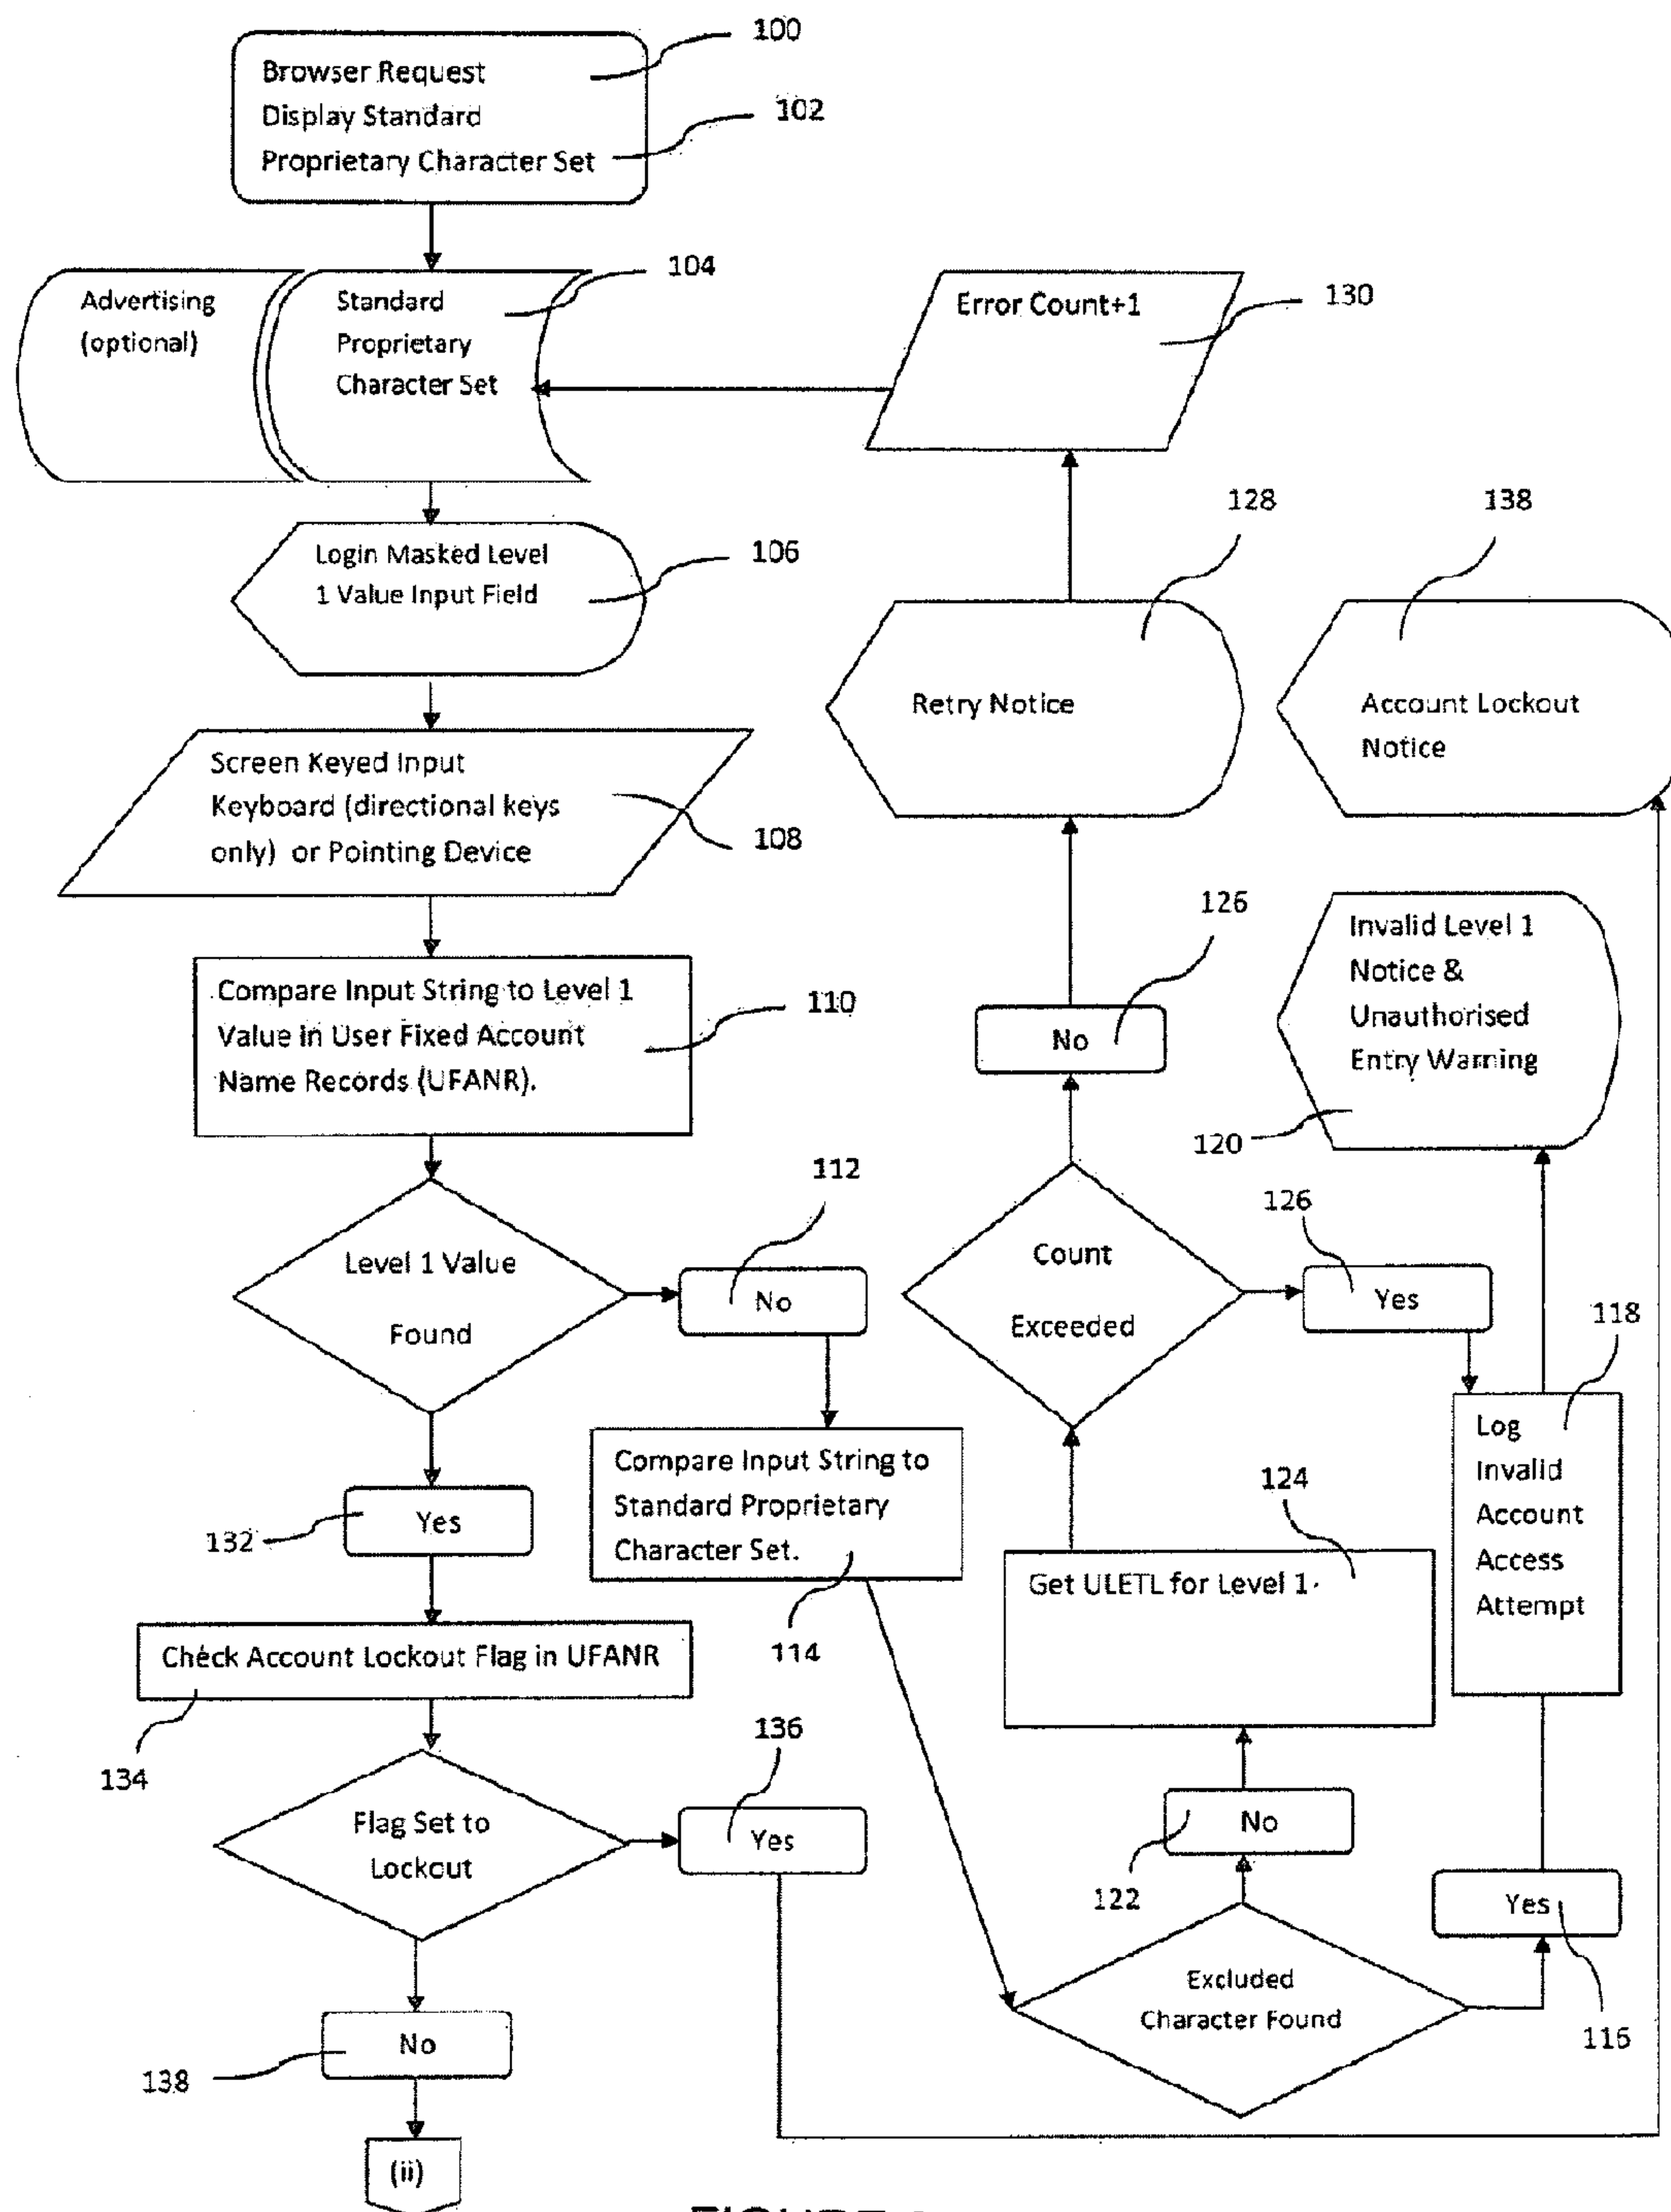 100
Browser Request
Display Standard
102
Proprietary Character Set
104
Advertising
(optional)
Standard
Proprietary
Character Set
Error Count+1
130
128
138
Login Masked Level
1 Value Input Field
106
Retry Notice
Account Lockout
Notice
Screen Keyed Input
Keyboard (directional keys
only) or Pointing Device
108
126
Invalid Level 1
Notice &
Unauthorised
Entry Warning
120
Compare Input String to Level 1
Value in User Fixed Account
Name Records (UFANR).
110
No
112
126
Level 1 Value
Found
No
Count
Exceeded
Yes
118
Log
Invalid
Account
Access
Attempt
Compare Input String to
Standard Proprietary
Character Set.
114
124
Get ULETL for Level 1.
Yes
132
Check Account Lockout Flag in UFANR
134
136
Flag Set to
Lockout
Yes
No
122
Yes
116
Excluded
Character Found
No
138
(ii)